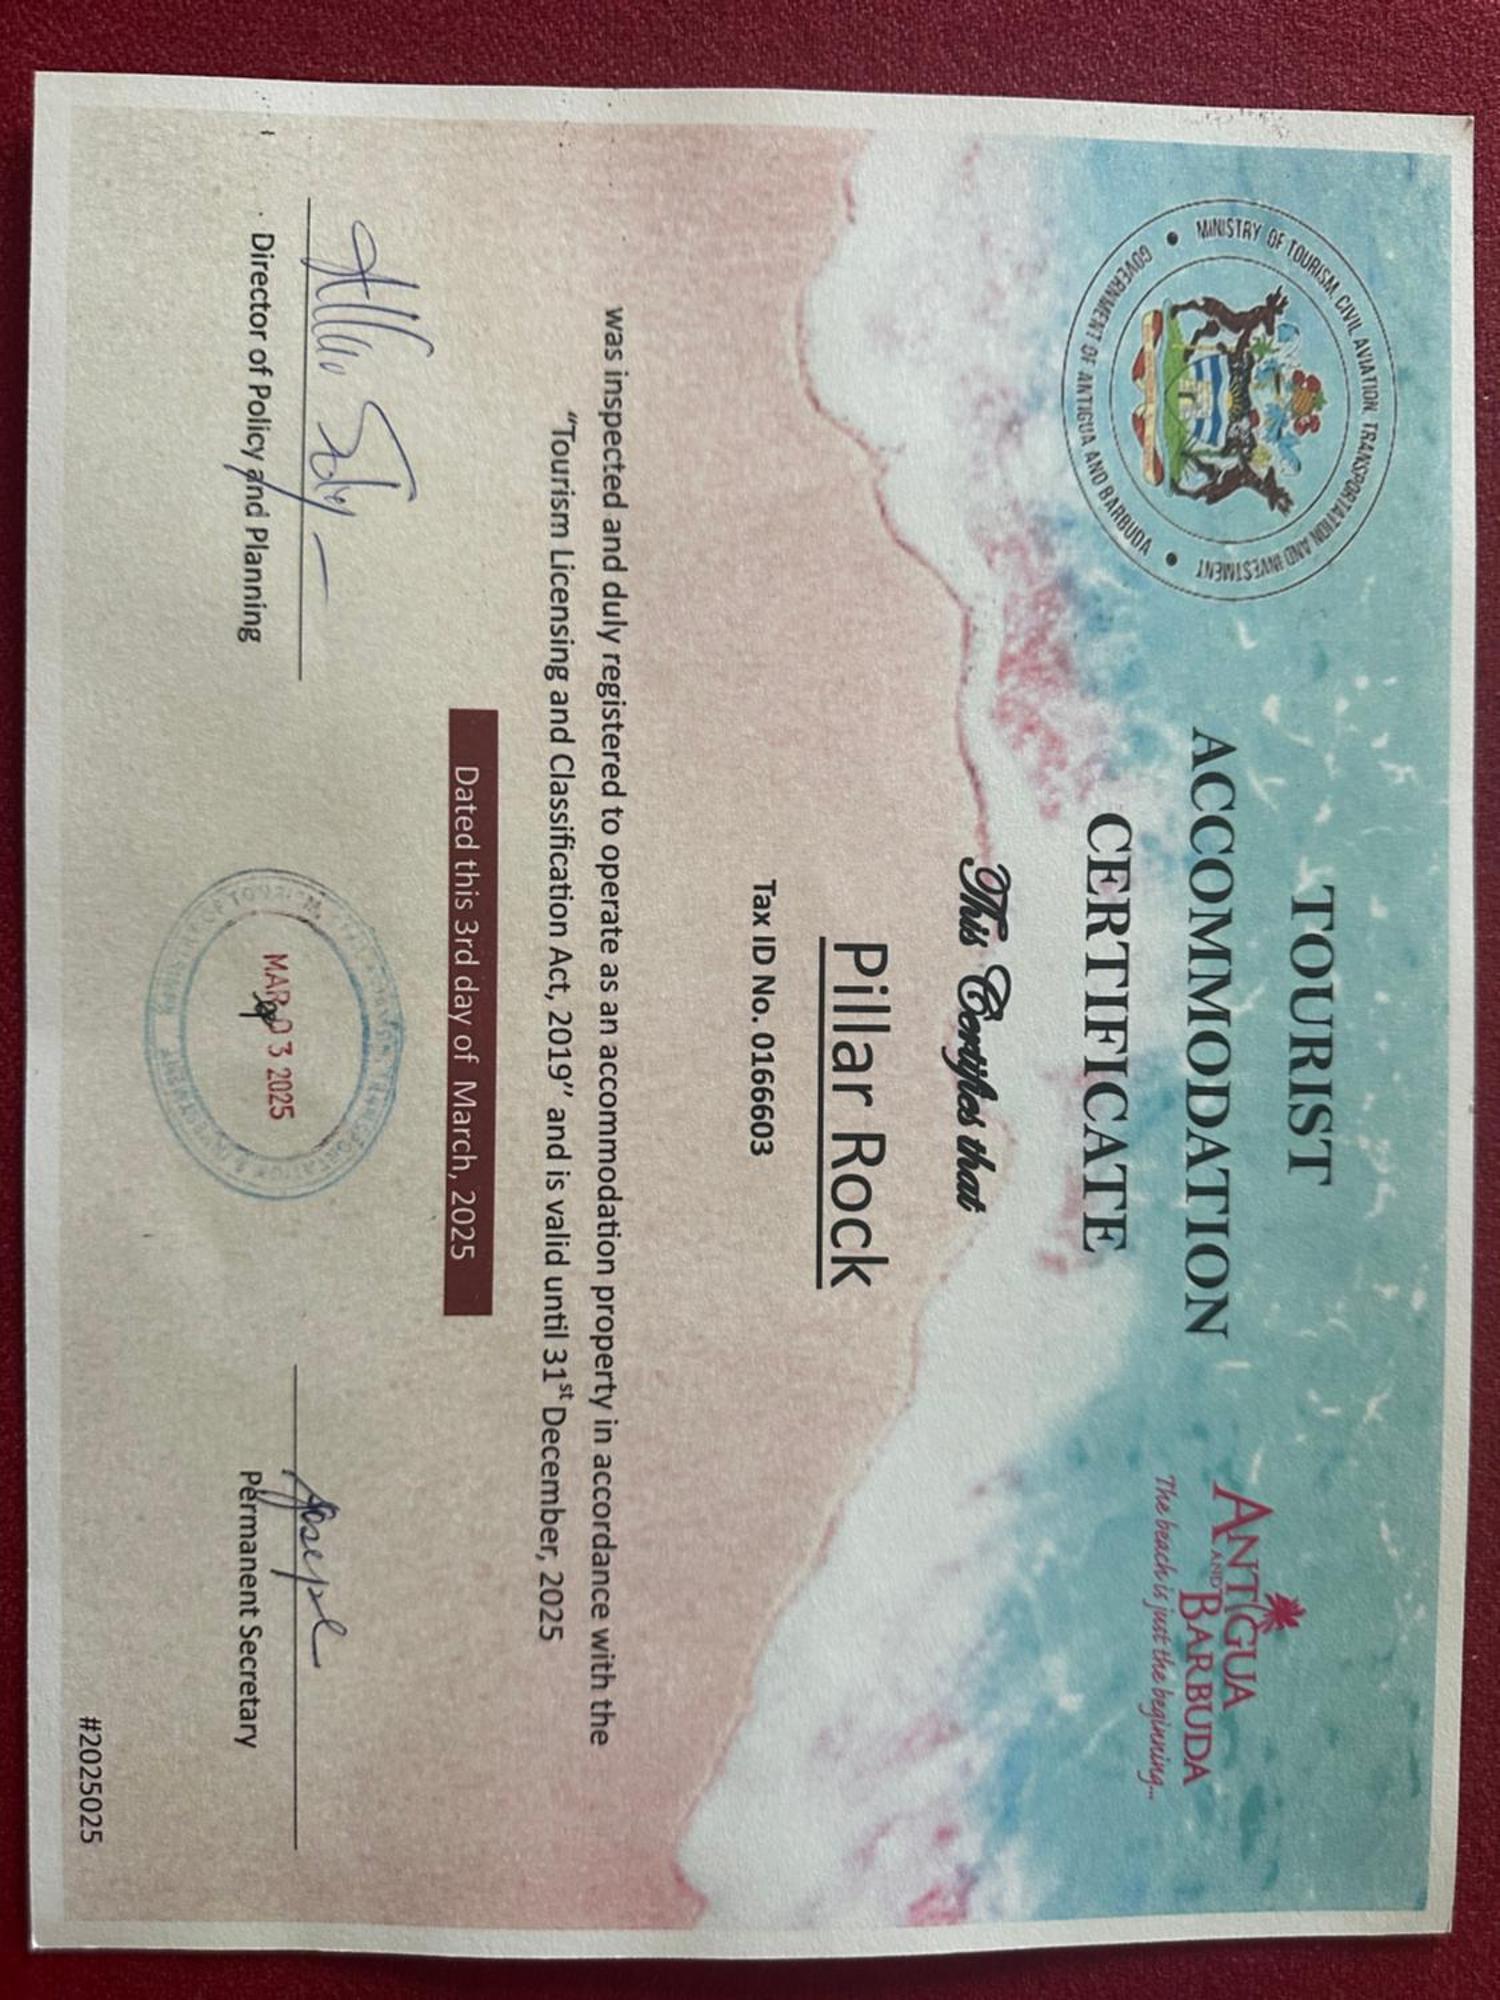 MINISTRY OF TOURISM, CIVIL AVIATION, TRANSPORTATION AND INVESTMENT
GOVERNMENT OF ANTIGUA AND BARBUDA
TOURIST
ACCOMMODATION
CERTIFICATE
ANTIGUA
AND BARBUDA
The beach is just the beginning...
This Certifies that
Pillar Rock
Tax ID No. 0166603
was inspected and duly registered to operate as an accommodation property in accordance with the
“Tourism Licensing and Classification Act, 2019” and is valid until 31st December, 2025
Dated this 3rd day of March, 2025
MAR 03 2025
Director of Policy and Planning
Permanent Secretary
#2025025